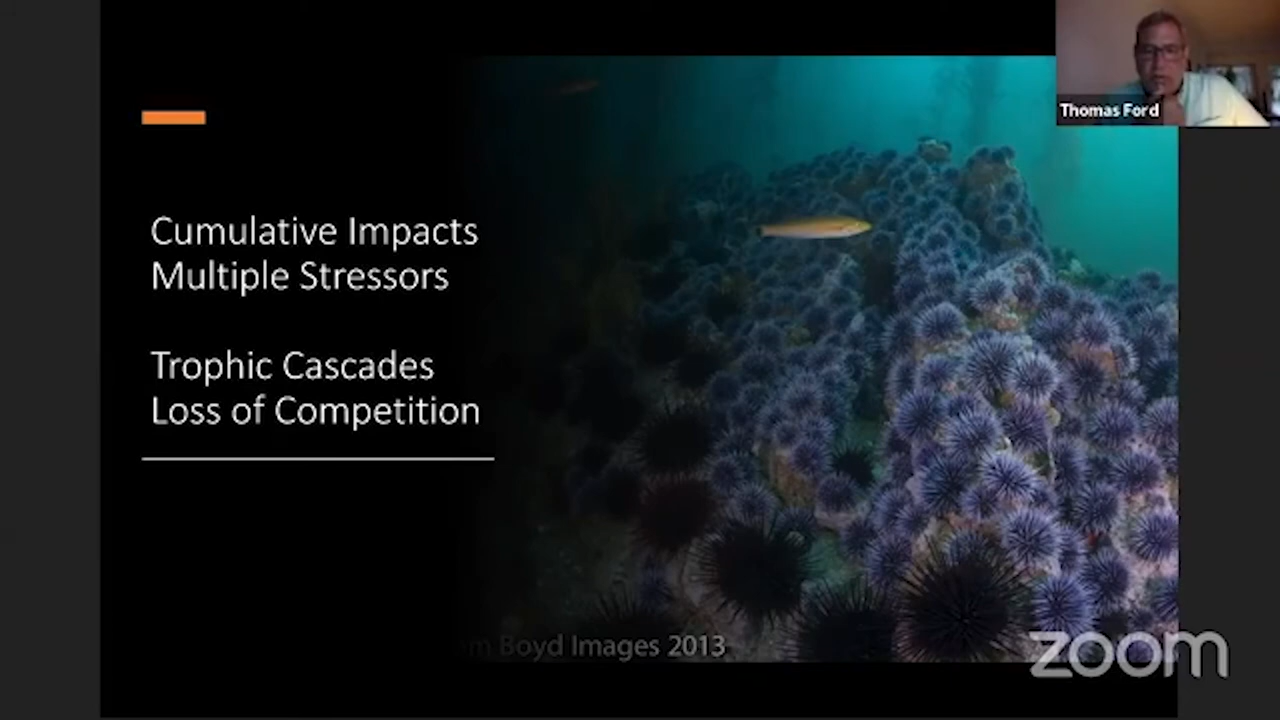 Thomas Ford
Cumulative Impacts
Multiple Stressors
Trophic Cascades
Loss of Competition
Boyd Images 2013
zoom